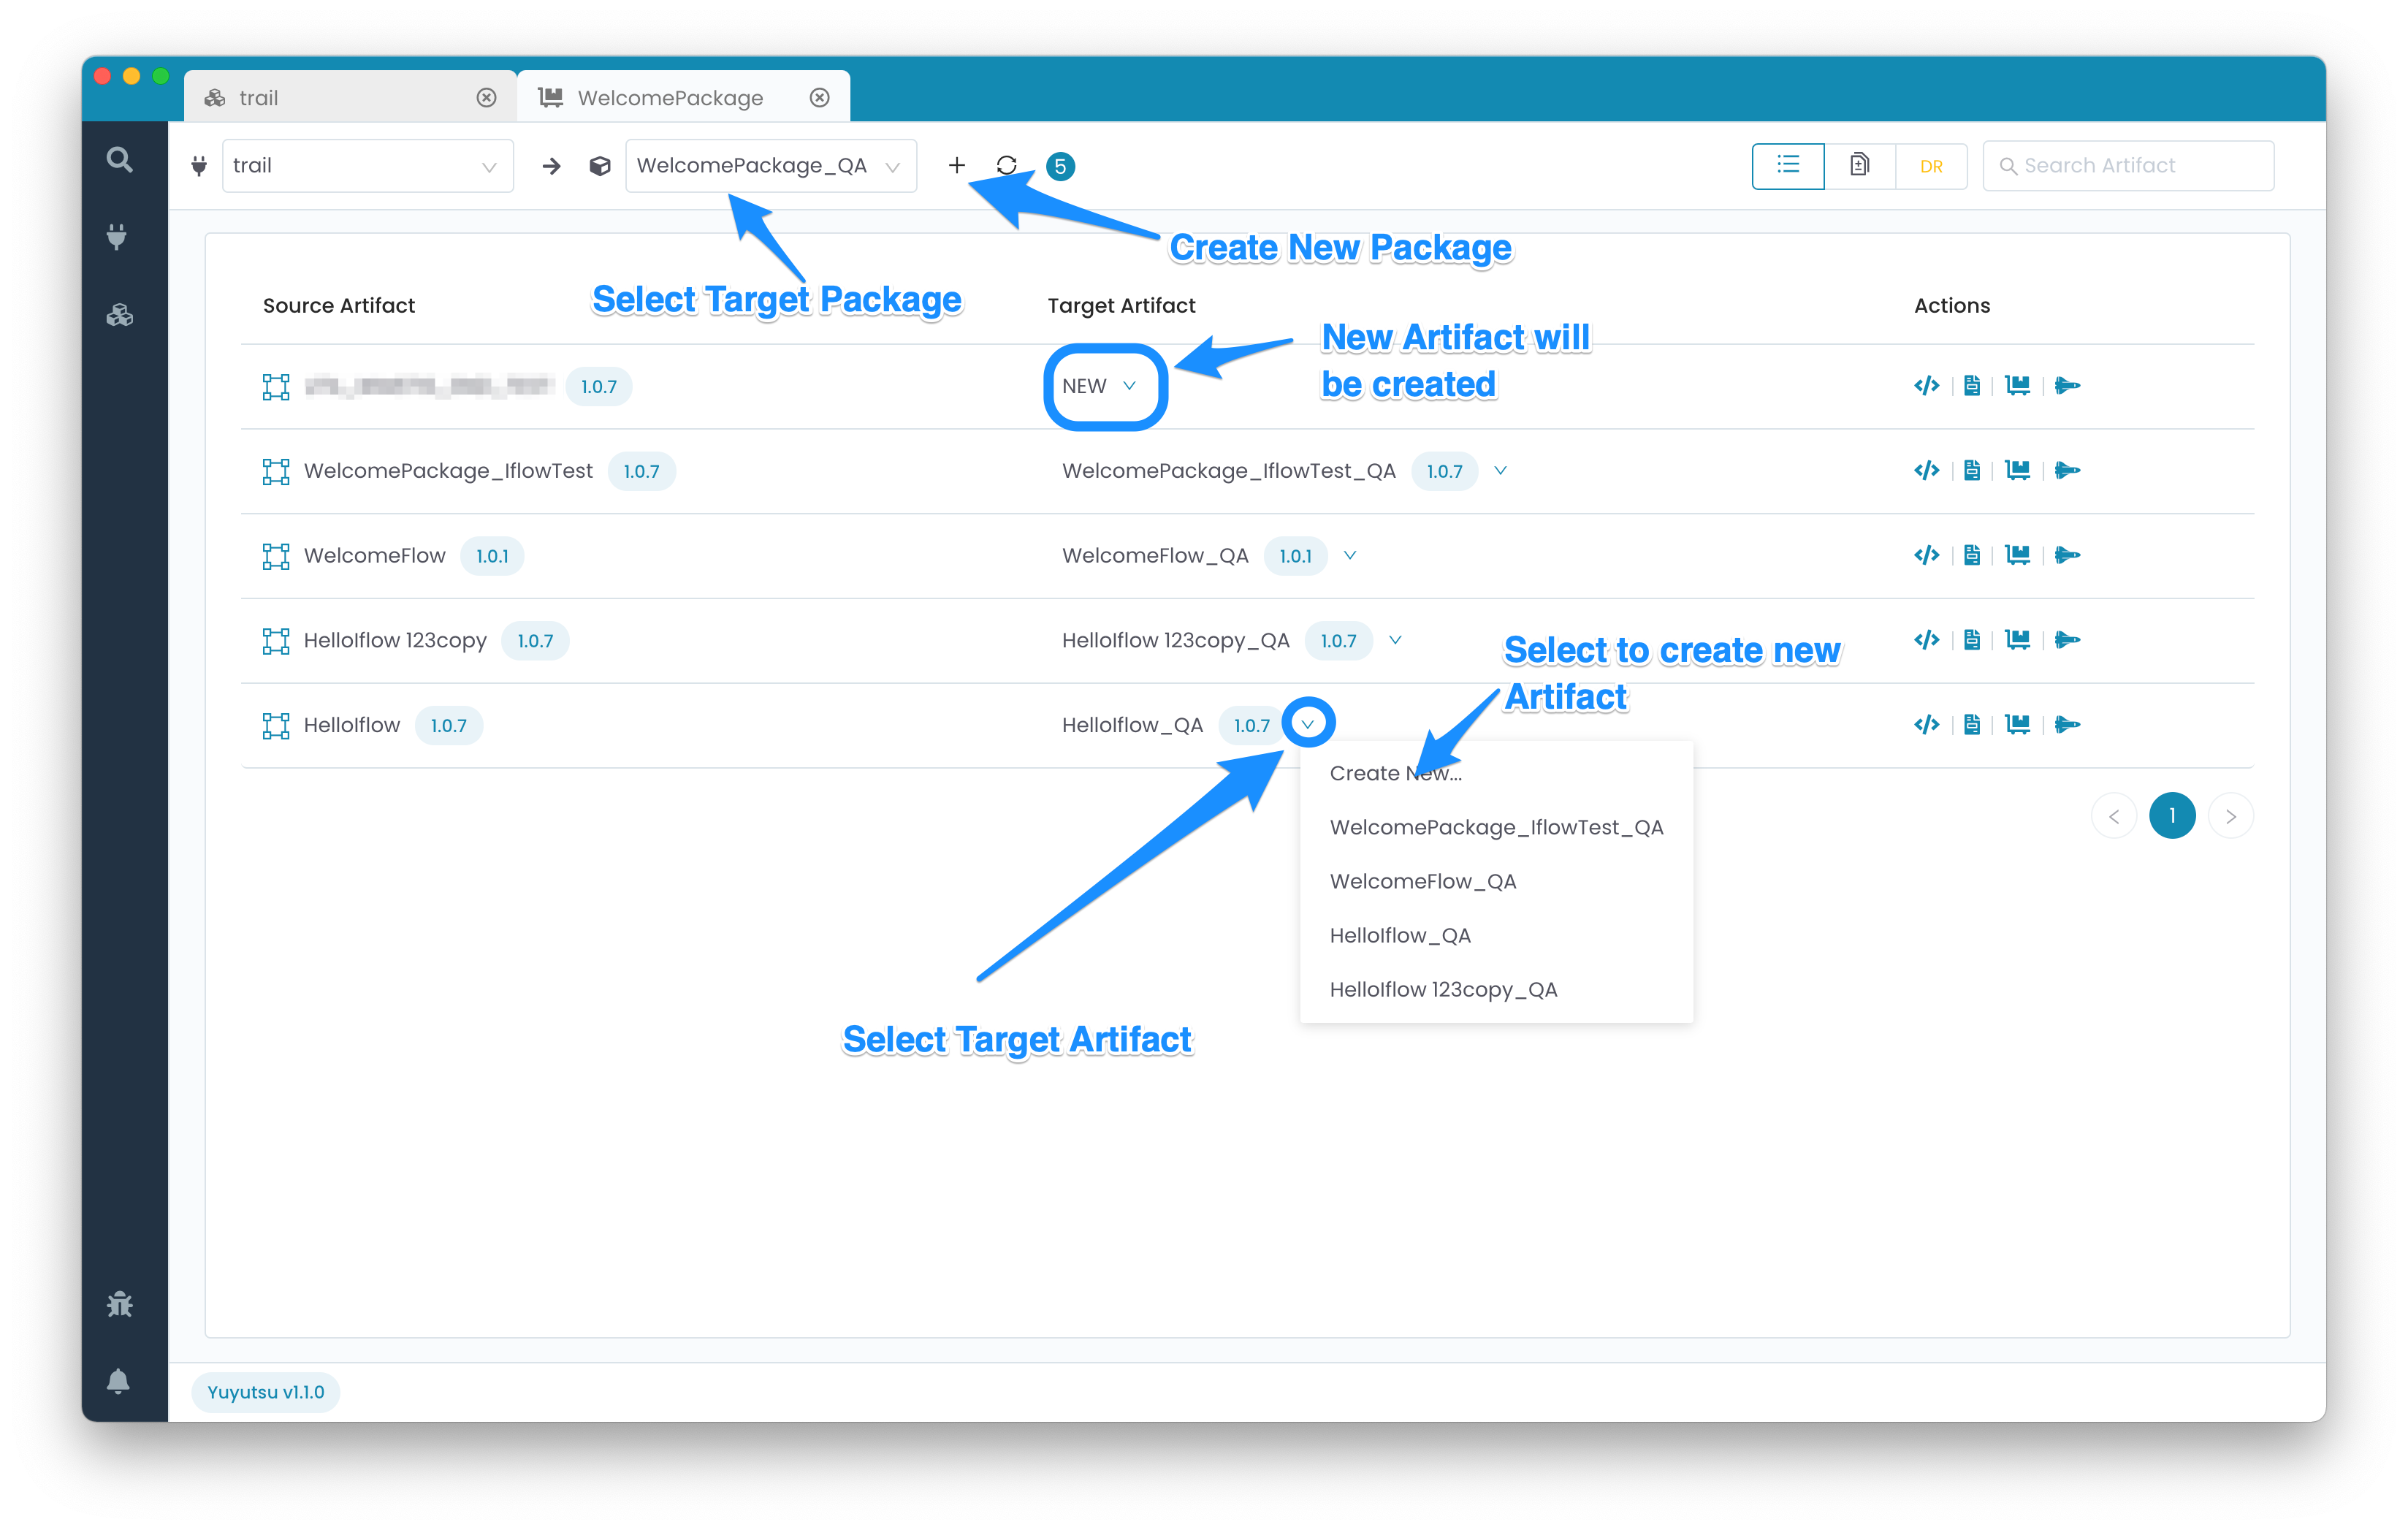 trail
WelcomePackage
trail
WelcomePackage_QA
5
DR
Search Artifact
Create New Package
Select Target Package
Source Artifact
Target Artifact
Actions
New Artifact will
be created
1.0.7
NEW
WelcomePackage_IflowTest 1.0.7
WelcomePackage_IflowTest_QA 1.0.7
WelcomeFlow 1.0.1
WelcomeFlow_QA 1.0.1
HelloIflow 123copy 1.0.7
HelloIflow 123copy_QA 1.0.7
Select to create new
Artifact
HelloIflow 1.0.7
HelloIflow_QA 1.0.7
Create New...
WelcomePackage_IflowTest_QA
WelcomeFlow_QA
HelloIflow_QA
HelloIflow 123copy_QA
1
Select Target Artifact
Yuyutsu v1.1.0